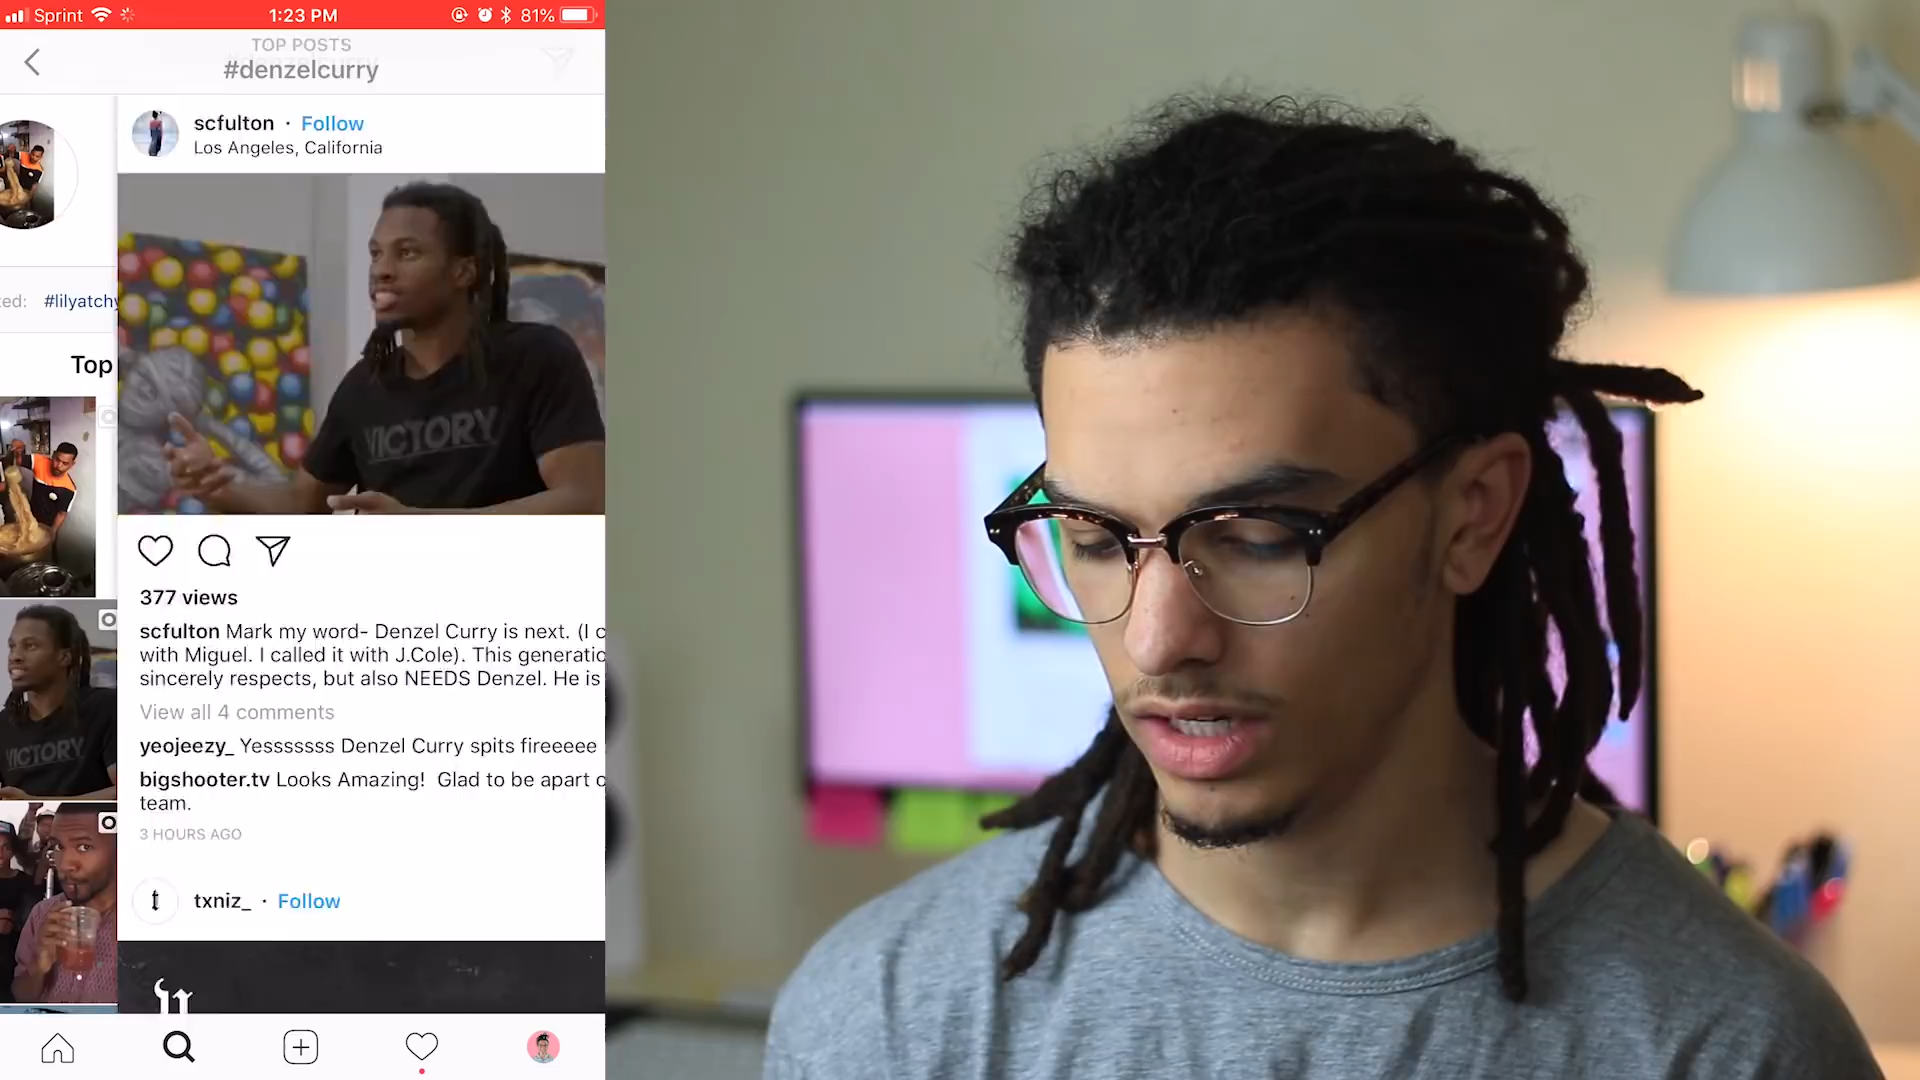 Sprint
1:23 PM
81%
TOP POSTS
#denzelcurry
scfulton · Follow
Los Angeles, California
ed: #lilyatchy
Top
VICTORY
377 views
scfulton Mark my word- Denzel Curry is next. (I c
with Miguel. I called it with J.Cole). This generatio
sincerely respects, but also NEEDS Denzel. He is
View all 4 comments
yeojeezy_ Yesssssss Denzel Curry spits fireeeee
bigshooter.tv Looks Amazing! Glad to be apart o
team.
3 HOURS AGO
VICTORY
t
txniz_ · Follow